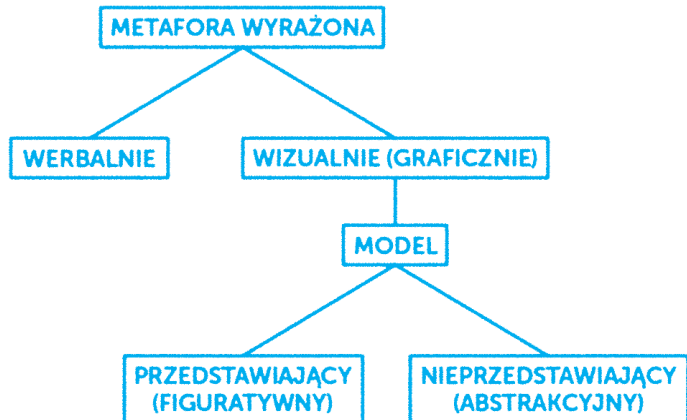 METAFORA WYRAŻONA
WERBALNIE
WIZUALNIE (GRAFICZNIE)
MODEL
PRZEDSTAWIAJĄCY
(FIGURATYWNY)
NIEPRZEDSTAWIAJĄCY
(ABSTRAKCYJNY)